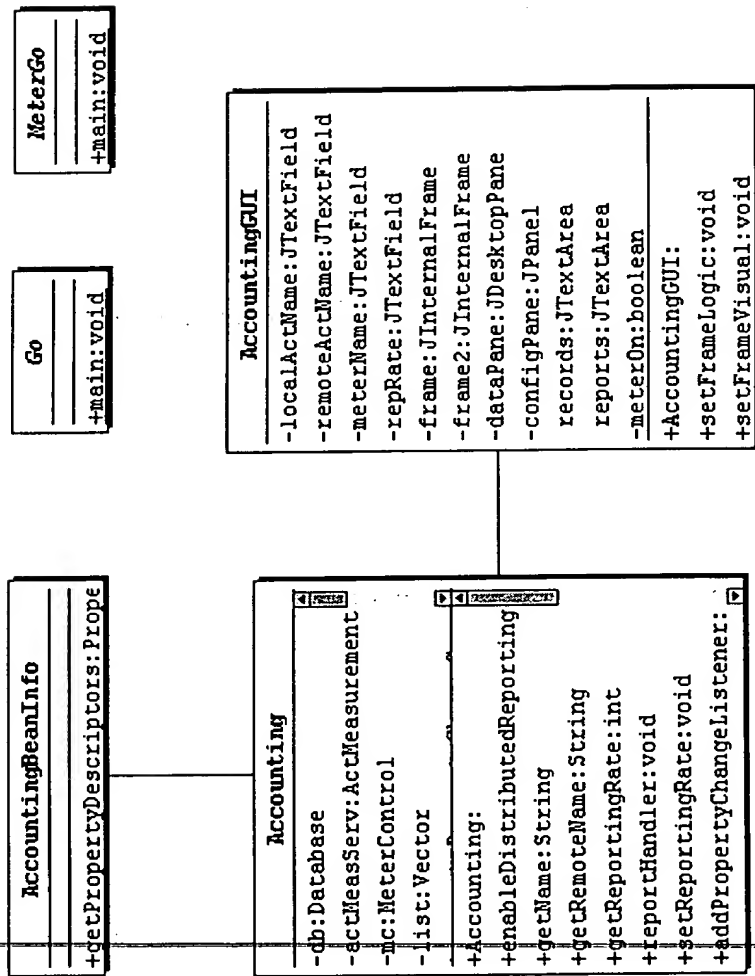 AccountingBeanInfo
+getPropertyDescriptors:Prope
Go
+main:void
MeterGo
+main:void
Accounting
-db:Database
-actMeasServ:ActMeasurement
-mc:MeterControl
-list:Vector
+Accounting:
+enableDistributedReporting
+getName:String
+getRemoteName:String
+getReportingRate:int
+reportHandler:void
+setReportingRate:void
+addPropertyChangeListener:
AccountingGUI
-localActName:JTextField
-remoteActName:JTextField
-meterName:JTextField
-repRate:JTextField
-frame:JInternalFrame
-frame2:JInternalFrame
-dataPane:JDesktopPane
-configPane:JPanel
records:JTextArea
reports:JTextArea
-meterOn:boolean
+AccountingGUI:
+setFrameLogic:void
+setFrameVisual:void